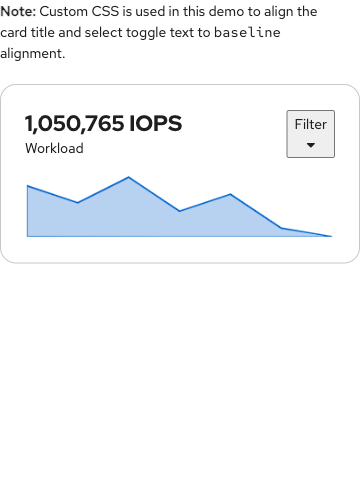 Note: Custom CSS is used in this demo to align the
card title and select toggle text to baseline
alignment.
1,050,765 IOPS
Filter
Workload